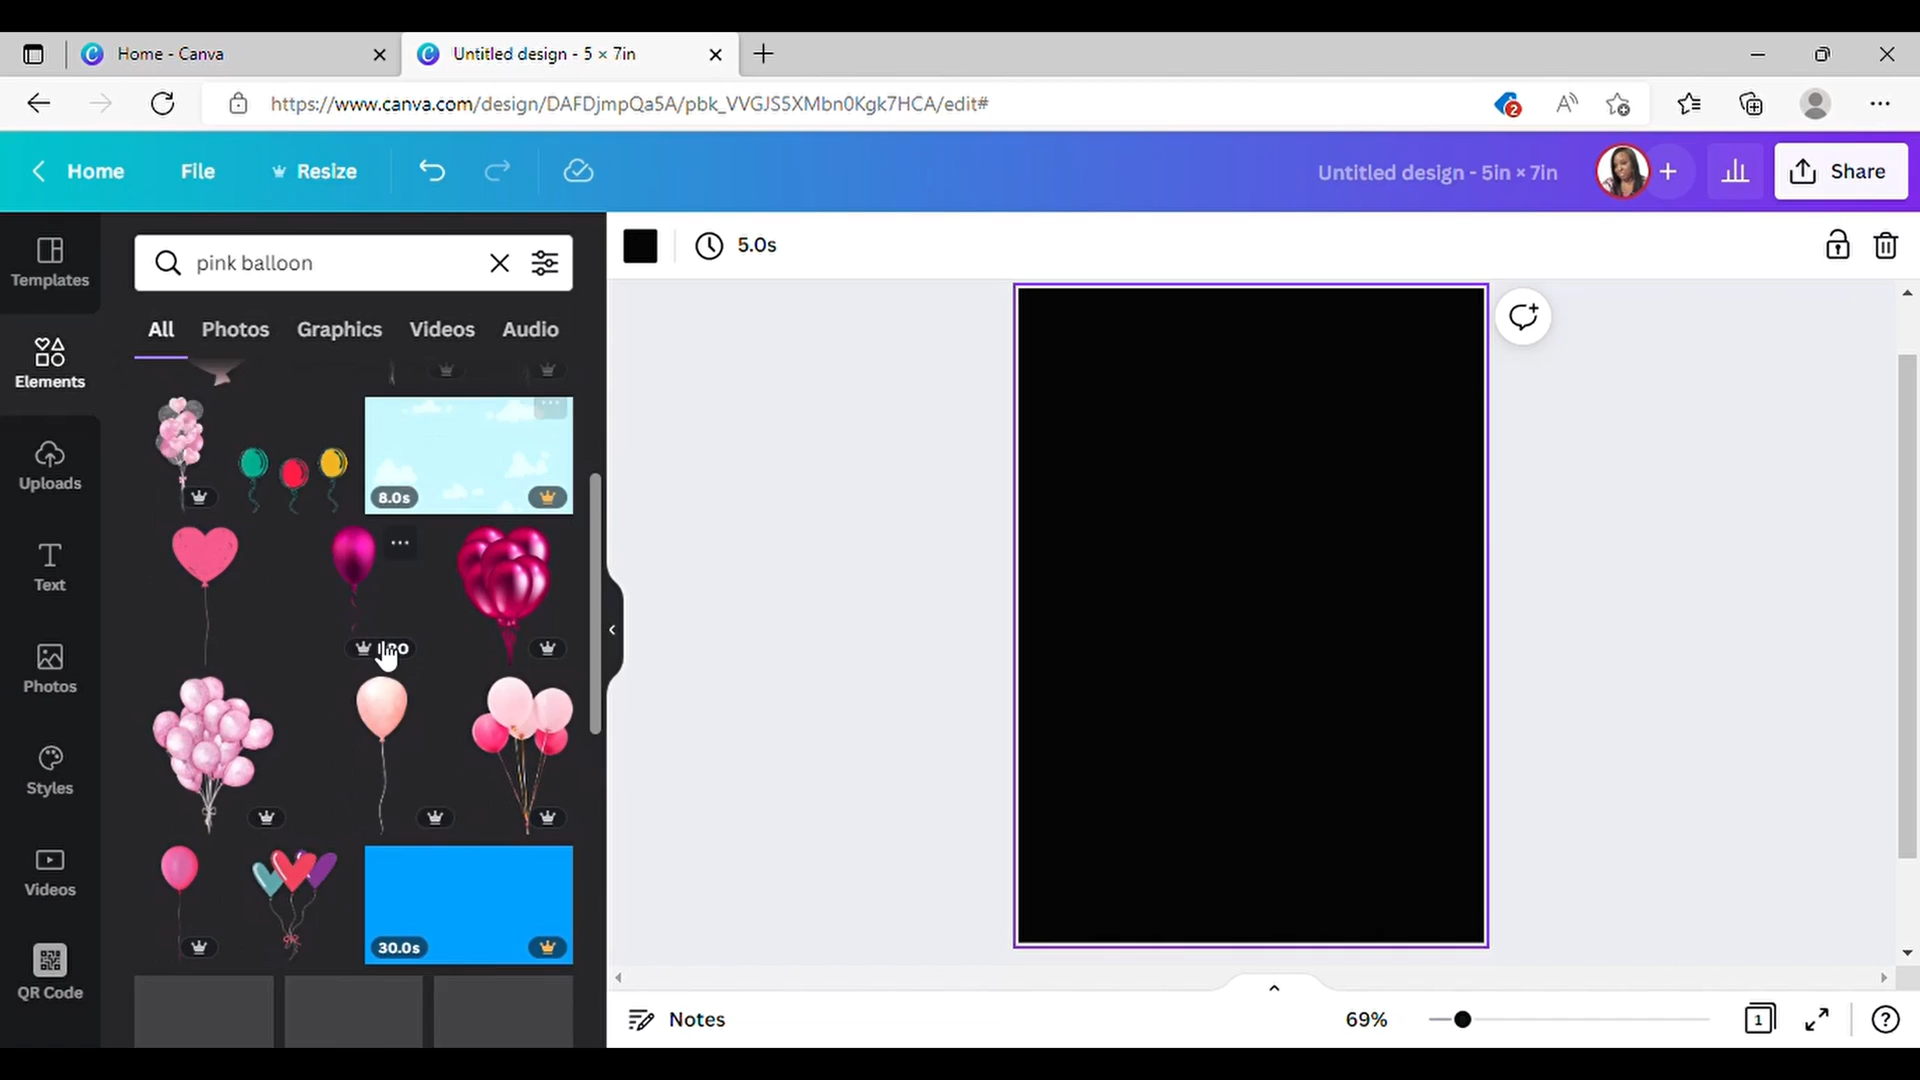 Home - Canva
Untitled design - 5 × 7in
https://www.canva.com/design/DAFDjmpQa5A/pbk_VVGJS5XMbn0Kgk7HCA/edit#
2
Home
File
Resize
Untitled design - 5in × 7in
Share
Templates
Elements
Uploads
Text
Photos
Styles
Videos
QR Code
pink balloon
All
Photos
Graphics
Videos
Audio
5.0s
8.0s
30.0s
Notes
69%
1